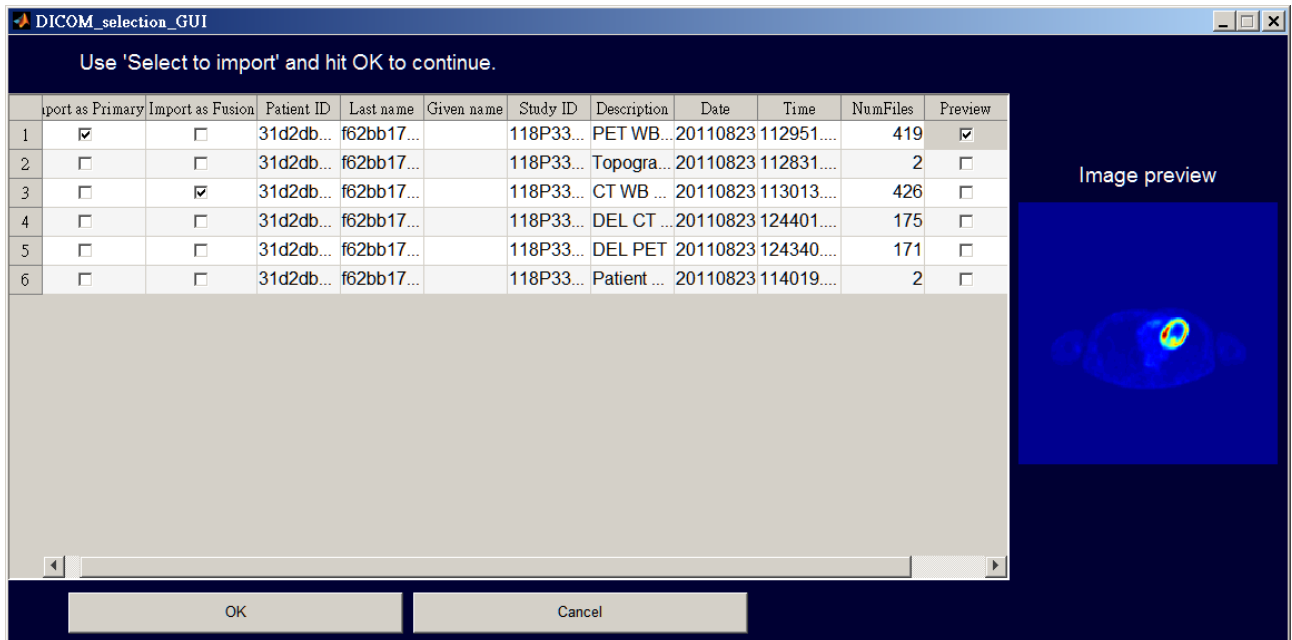 DICOM_selection_GUI
Use 'Select to import' and hit OK to continue.
port as Primary Import as Fusion Patient ID Last name Given name Study ID Description Date Time NumFiles Preview
1 31d2db... f62bb17... 118P33... PET WB... 20110823 112951.... 419
2 31d2db... f62bb17... 118P33... Topogra... 20110823 112831.... 2
3 31d2db... f62bb17... 118P33... CT WB ... 20110823 113013.... 426
4 31d2db... f62bb17... 118P33... DEL CT ... 20110823 124401.... 175
5 31d2db... f62bb17... 118P33... DEL PET 20110823 124340.... 171
6 31d2db... f62bb17... 118P33... Patient ... 20110823 114019.... 2
Image preview
OK Cancel